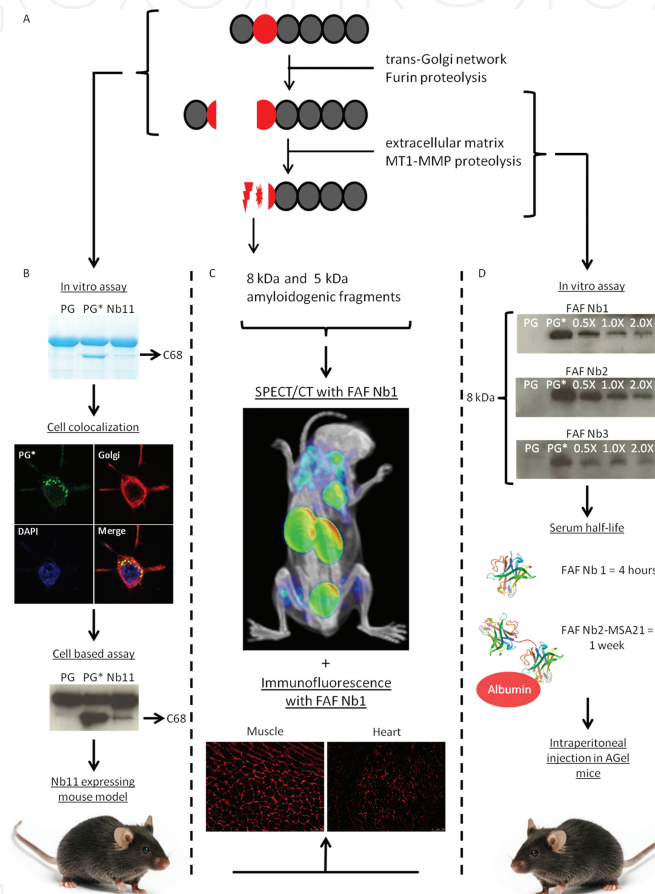 A
trans-Golgi network
Furin proteolysis
extracellular matrix
MT1-MMP proteolysis
B
In vitro assay
PG PG* Nb11
C68
Cell colocalization
PG* Golgi
DAPI Merge
Cell based assay
PG PG* Nb11
C68
Nb11 expressing
mouse model
C
8 kDa and 5 kDa
amyloidogenic fragments
SPECT/CT with FAF Nb1
+
Immunofluorescence
with FAF Nb1
Muscle Heart
D
In vitro assay
FAF Nb1
PG PG* 0.5X 1.0X 2.0X
FAF Nb2
PG PG* 0.5X 1.0X 2.0X
8 kDa
FAF Nb3
PG PG* 0.5X 1.0X 2.0X
Serum half-life
FAF Nb 1 = 4 hours
FAF Nb2-MSA21 =
1 week
Albumin
Intraperitoneal
injection in AGel
mice